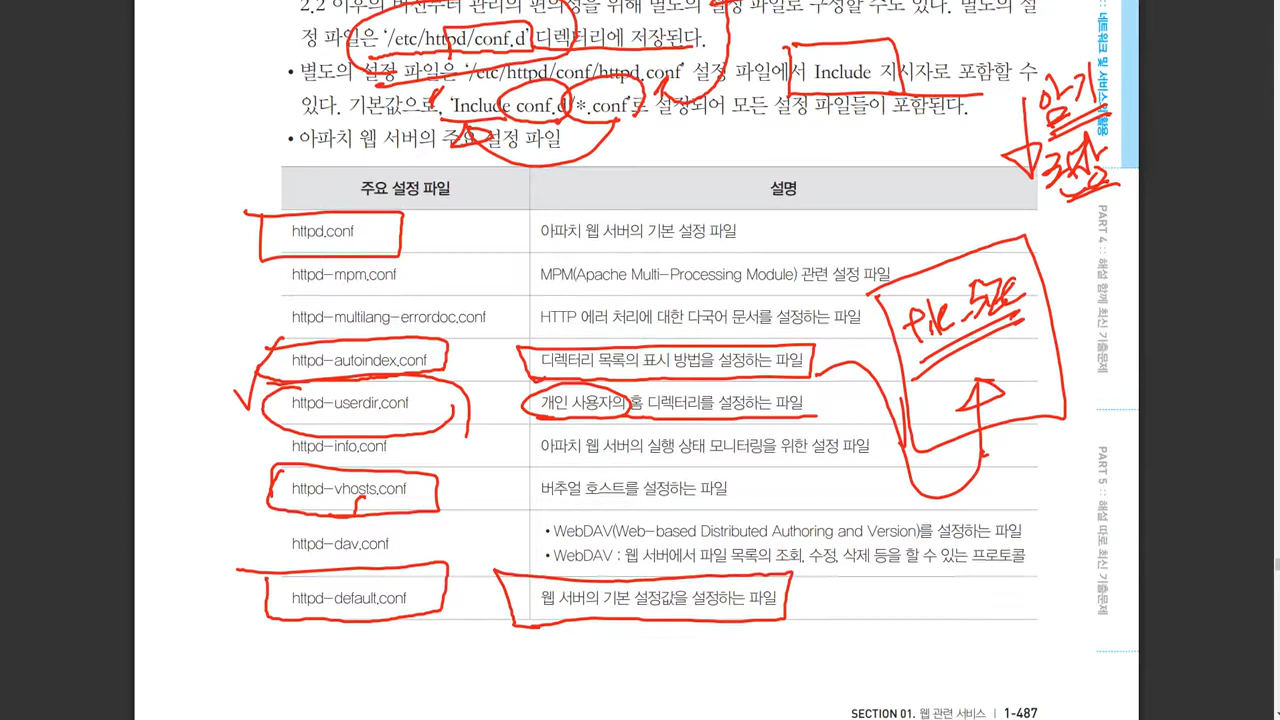 2.2 이후의 버전부터 관리의 편의성을 위해 별도의 설정 파일로 구성할 수도 있다. 별도의 설
정 파일은 '/etc/httpd/conf.d' 디렉터리에 저장된다.
• 별도의 설정 파일은 '/etc/httpd/conf/httpd.conf' 설정 파일에서 Include 지시자로 포함할 수
있다. 기본값으로, 'Include conf.d/*.conf'로 설정되어 모든 설정 파일들이 포함된다.
• 아파치 웹 서버의 주요 설정 파일
주요 설정 파일 설명
httpd.conf 아파치 웹 서버의 기본 설정 파일
httpd-mpm.conf MPM(Apache Multi-Processing Module) 관련 설정 파일
httpd-multilang-errordoc.conf HTTP 에러 처리에 대한 다국어 문서를 설정하는 파일
httpd-autoindex.conf 디렉터리 목록의 표시 방법을 설정하는 파일
httpd-userdir.conf 개인 사용자의 홈 디렉터리를 설정하는 파일
httpd-info.conf 아파치 웹 서버의 실행 상태 모니터링을 위한 설정 파일
httpd-vhosts.conf 버추얼 호스트를 설정하는 파일
httpd-dav.conf
• WebDAV(Web-based Distributed Authoring and Version)를 설정하는 파일
• WebDAV : 웹 서버에서 파일 목록의 조회, 수정, 삭제 등을 할 수 있는 프로토콜
httpd-default.conf 웹 서버의 기본 설정값을 설정하는 파일
암기
file
:: 네트워크 및 서비스의 활용
PART 4 :: 해설 함께 최신 기출문제
PART 5 :: 해설 따로 최신 기출문제
SECTION 01. 웹 관련 서비스 | 1-487